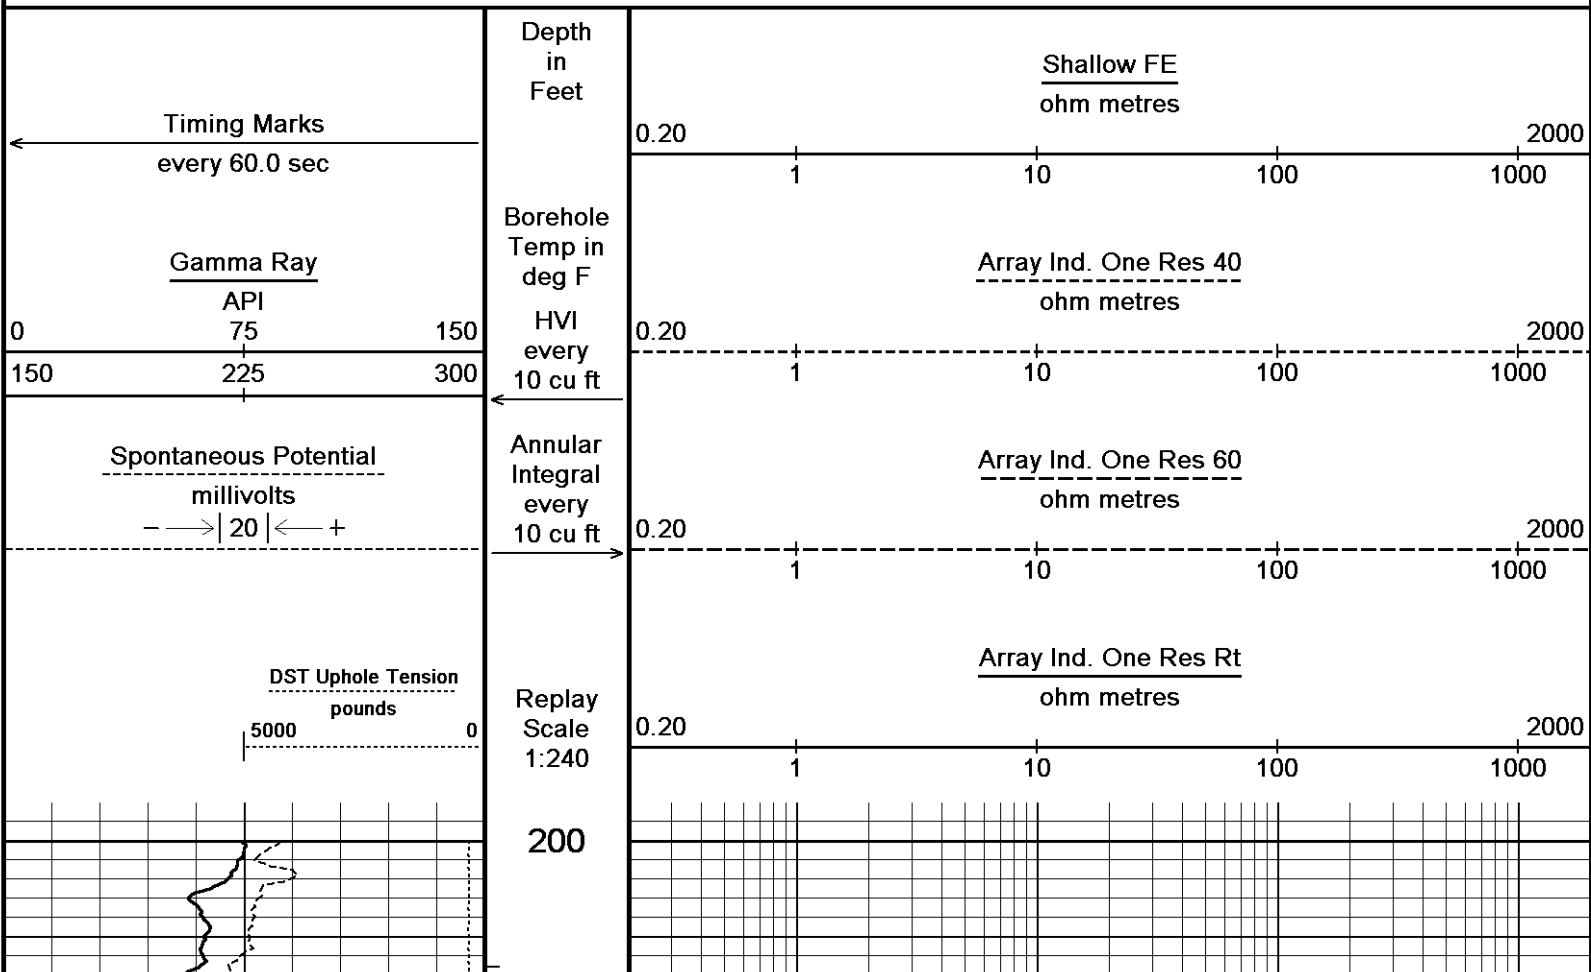 Timing Marks
every 60.0 sec
Gamma Ray
API
0 75 150
150 225 300
Spontaneous Potential
millivolts
− 20 +
DST Uphole Tension
pounds
5000 0
Depth
in
Feet
Borehole
Temp in
deg F
HVI
every
10 cu ft
Annular
Integral
every
10 cu ft
Replay
Scale
1:240
200
Shallow FE
ohm metres
0.20 2000
1 10 100 1000
Array Ind. One Res 40
ohm metres
0.20 2000
1 10 100 1000
Array Ind. One Res 60
ohm metres
0.20 2000
1 10 100 1000
Array Ind. One Res Rt
ohm metres
0.20 2000
1 10 100 1000